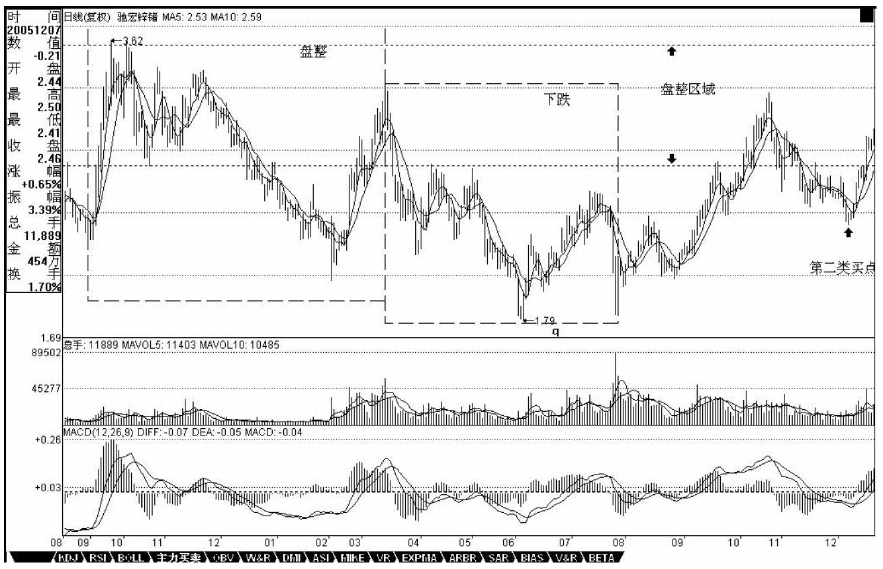 时 间
20051207
数 值
-0.21
开 盘
2.44
最 高
2.50
最 低
2.41
收 盘
2.46
涨 幅
+0.65%
振 幅
3.39%
总 手
11.889
金 额
454万
换 手
1.70%
日线(复权) 驰宏锌锗 MA5: 2.53 MA10: 2.59
3.62
盘整
下跌
盘整区域
第二类买点
1.79
q
1.69
总手: 11889 MAVOL5: 11403 MAVOL10: 10485
89502
45277
MACD(12,26,9) DIFF: -0.07 DEA: -0.05 MACD: -0.04
+0.26
+0.03
08 09 10 11 12 01 02 03 04 05 06 07 08 09 10 11 12
KDJ RSI BOLL 主力买卖 OBV W&R DMI ASI MIKE VR EXPMA ARBR SAR BIAS V&R BETA